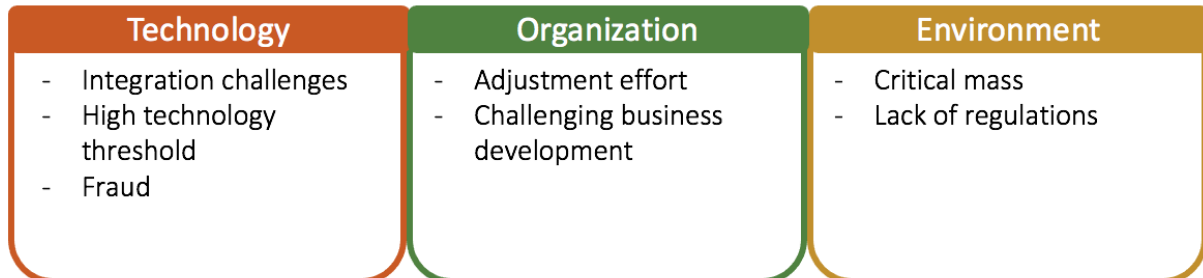 Technology
- Integration challenges
- High technology
threshold
- Fraud
Organization
- Adjustment effort
- Challenging business
development
Environment
- Critical mass
- Lack of regulations